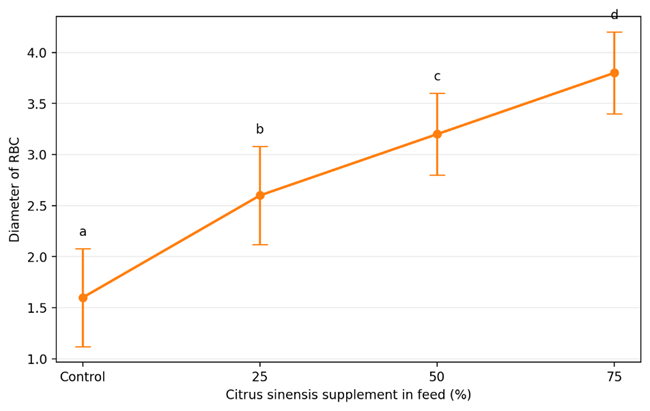 d
4.0
c
3.5
b
3.0
2.5
a
2.0
1.5
1.0
Diameter of RBC
Control 25 50 75
Citrus sinensis supplement in feed (%)